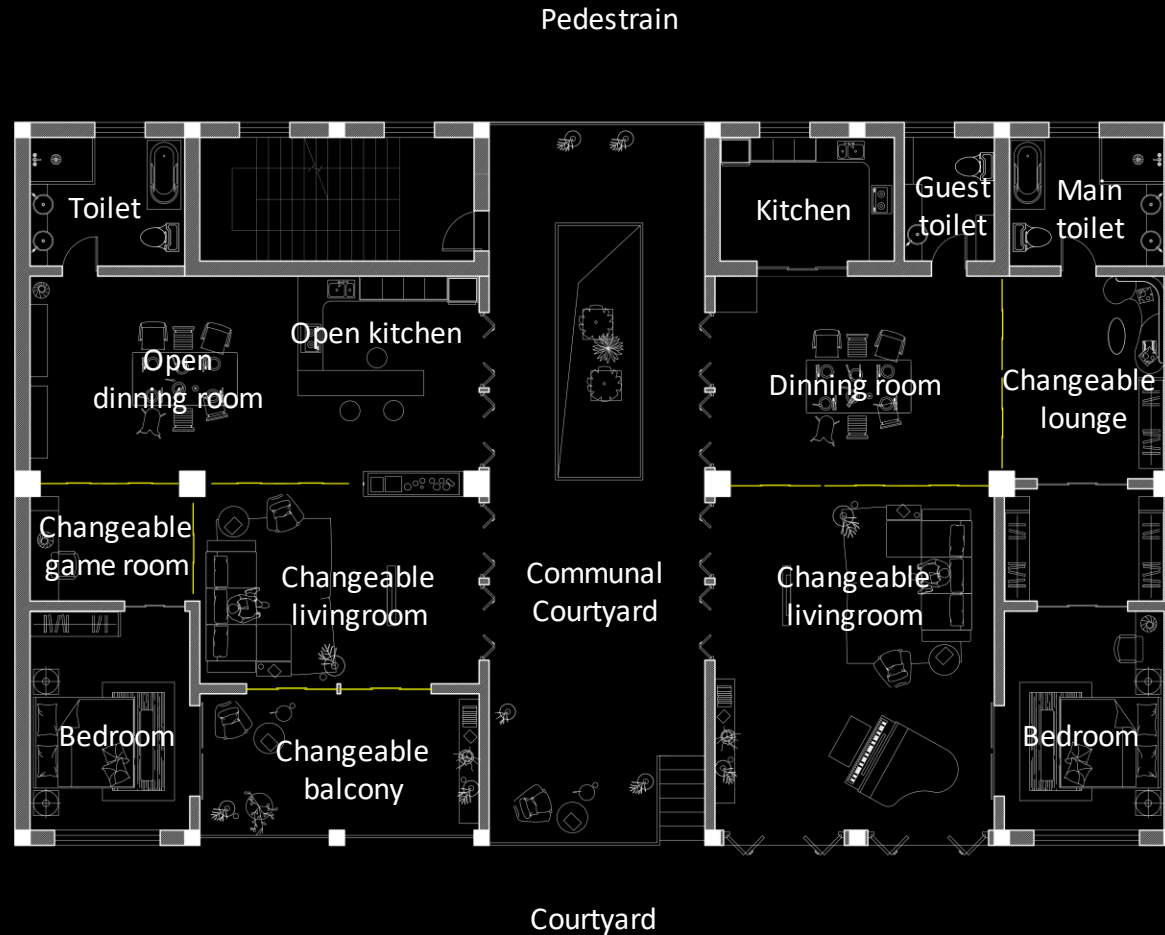 Pedestrain
Toilet
Kitchen
Guest
toilet
Main
toilet
Open kitchen
Open
dinning room
Dinning room
Changeable
lounge
Changeable
game room
Changeable
livingroom
Communal
Courtyard
Changeable
livingroom
Bedroom
Changeable
balcony
Bedroom
Courtyard